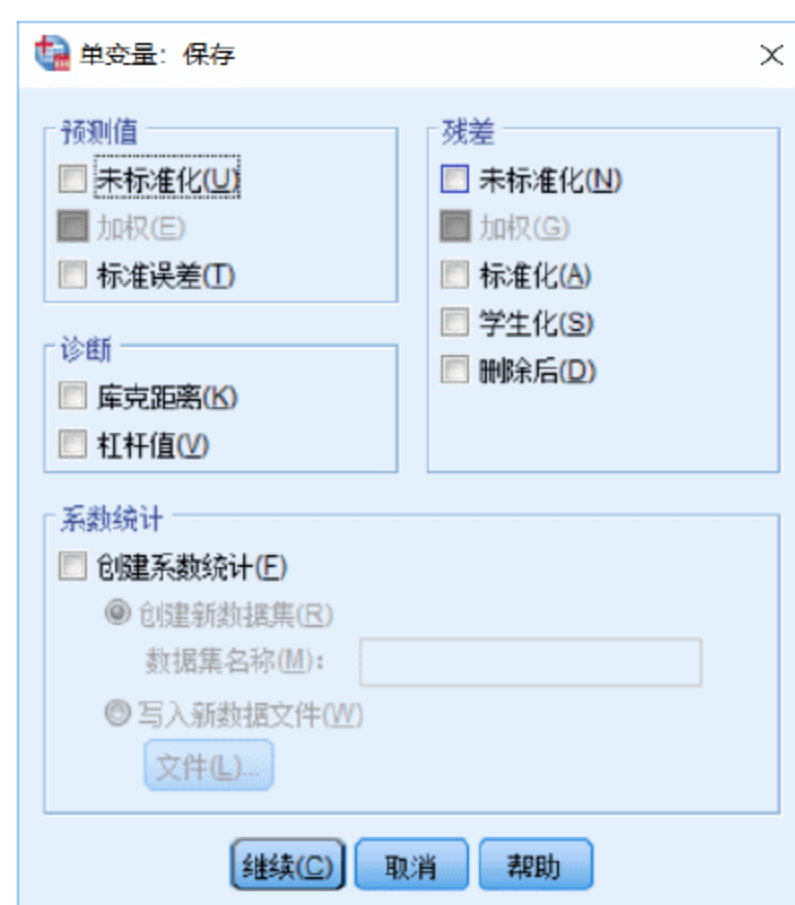 单变量：保存
预测值
未标准化(U)
加权(E)
标准误差(T)
诊断
库克距离(K)
杠杆值(V)
残差
未标准化(N)
加权(G)
标准化(A)
学生化(S)
删除后(D)
系数统计
创建系数统计(F)
创建新数据集(R)
数据集名称(M)：
写入新数据文件(W)
文件(L)...
继续(C) 取消 帮助